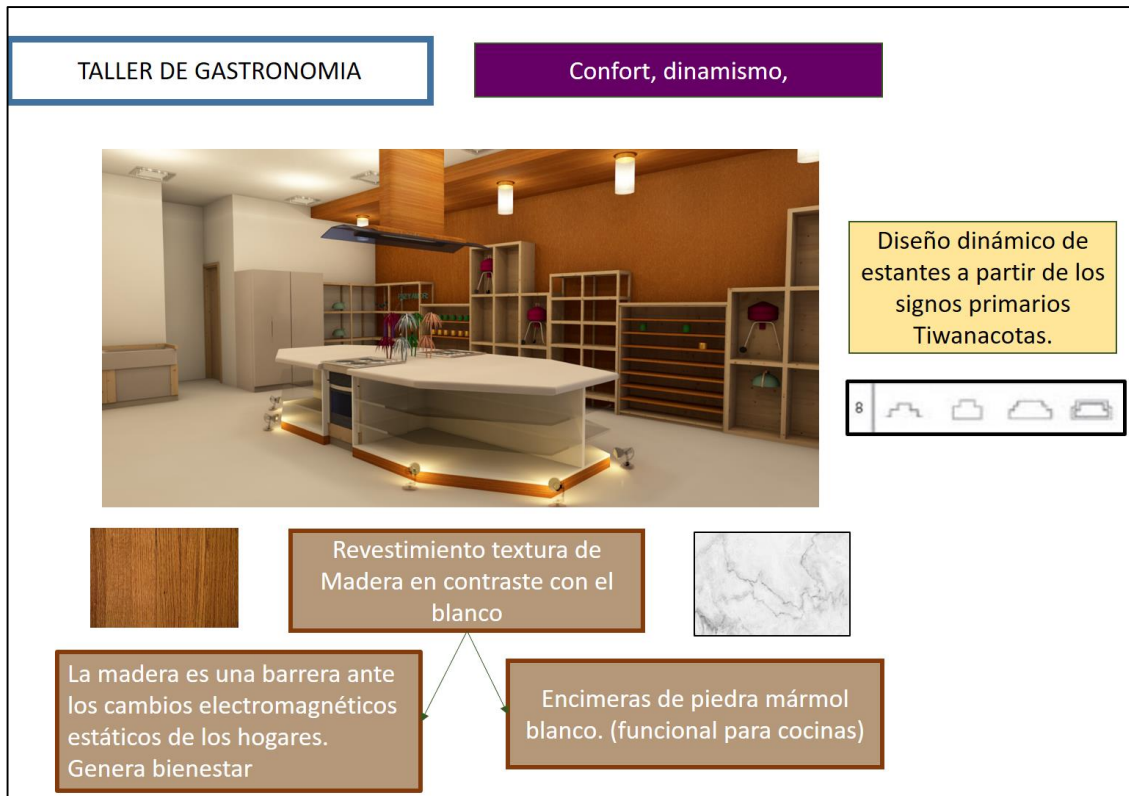 TALLER DE GASTRONOMIA
Confort, dinamismo,
Diseño dinámico de
estantes a partir de los
signos primarios
Tiwanacotas.
8
Revestimiento textura de
Madera en contraste con el
blanco
La madera es una barrera ante
los cambios electromagnéticos
estáticos de los hogares.
Genera bienestar
Encimeras de piedra mármol
blanco. (funcional para cocinas)